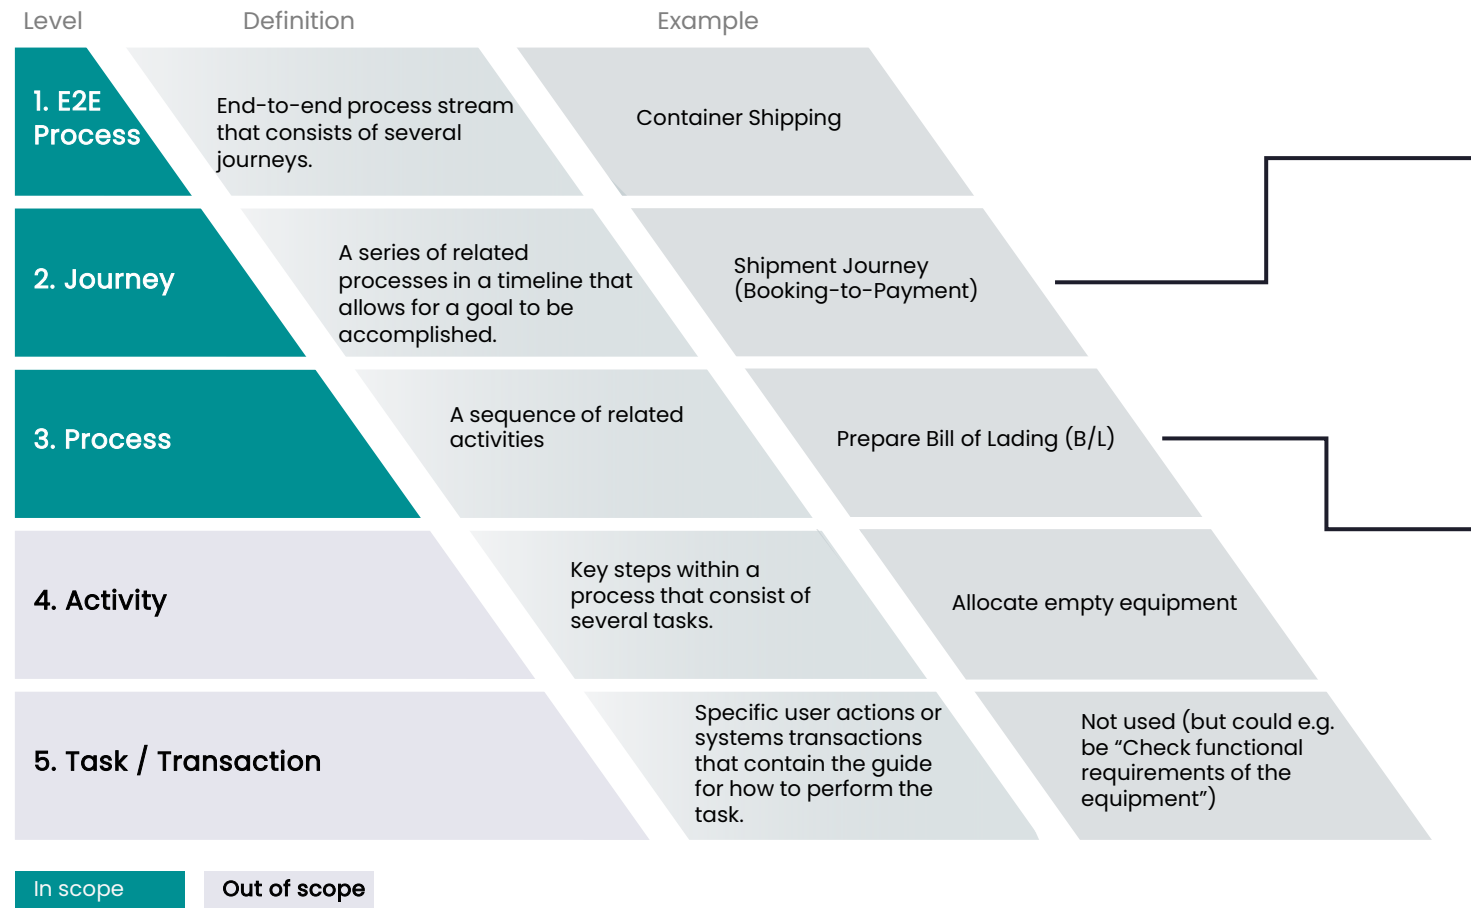 Level
Definition
Example
1. E2E
Process
End-to-end process stream
that consists of several
journeys.
Container Shipping
2. Journey
A series of related
processes in a timeline that
allows for a goal to be
accomplished.
Shipment Journey
(Booking-to-Payment)
3. Process
A sequence of related
activities
Prepare Bill of Lading (B/L)
4. Activity
Key steps within a
process that consist of
several tasks.
Allocate empty equipment
5. Task / Transaction
Specific user actions or
systems transactions
that contain the guide
for how to perform the
task.
Not used (but could e.g.
be “Check functional
requirements of the
equipment”)
In scope
Out of scope